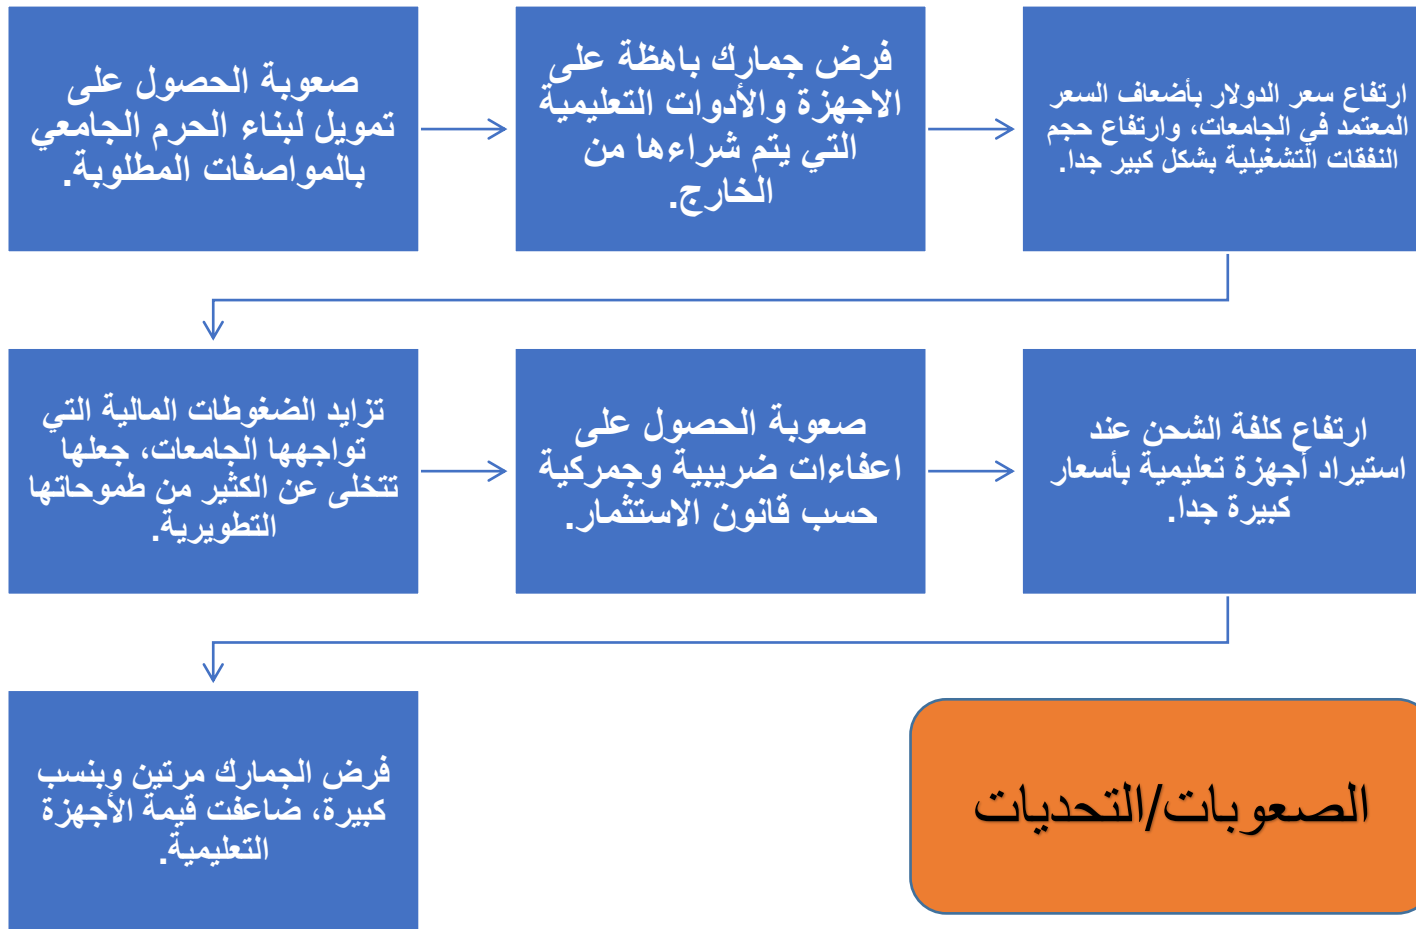 صعوبة الحصول على
تمويل لبناء الحرم الجامعي
بالمواصفات المطلوبة.
فرض جمارك باهظة على
الاجهزة والأدوات التعليمية
التي يتم شراءها من
الخارج.
ارتفاع سعر الدولار بأضعاف السعر
المعتمد في الجامعات، وارتفاع حجم
النفقات التشغيلية بشكل كبير جدا.
تزايد الضغوطات المالية التي
تواجهها الجامعات، جعلها
تتخلى عن الكثير من طموحاتها
التطويرية.
صعوبة الحصول على
اعفاءات ضريبية وجمركية
حسب قانون الاستثمار.
ارتفاع كلفة الشحن عند
استيراد أجهزة تعليمية بأسعار
كبيرة جدا.
فرض الجمارك مرتين وبنسب
كبيرة، ضاعفت قيمة الأجهزة
التعليمية.
الصعوبات/التحديات